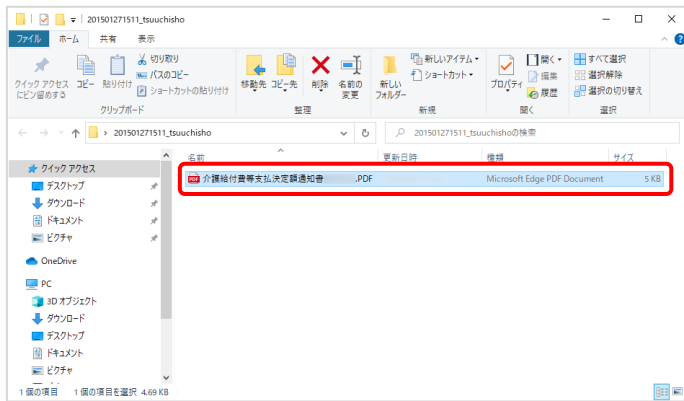 201501271511_tsuuchisho
ファイル ホーム 共有 表示
クイック アクセスにピン留めする
コピー
貼り付け
切り取り
パスのコピー
ショートカットの貼り付け
クリップボード
移動先
コピー先
削除
名前の変更
整理
新しいフォルダー
新しいアイテム
ショートカット
新規
プロパティ
開く
編集
履歴
開く
すべて選択
選択解除
選択の切り替え
選択
201501271511_tsuuchisho
201501271511_tsuuchishoの検索
名前 更新日時 種類 サイズ
介護給付費等支払決定額通知書 .PDF Microsoft Edge PDF Document 5 KB
クイック アクセス
デスクトップ
ダウンロード
ドキュメント
ピクチャ
OneDrive
PC
3D オブジェクト
ダウンロード
デスクトップ
ドキュメント
ピクチャ
1 個の項目 1 個の項目を選択 4.69 KB